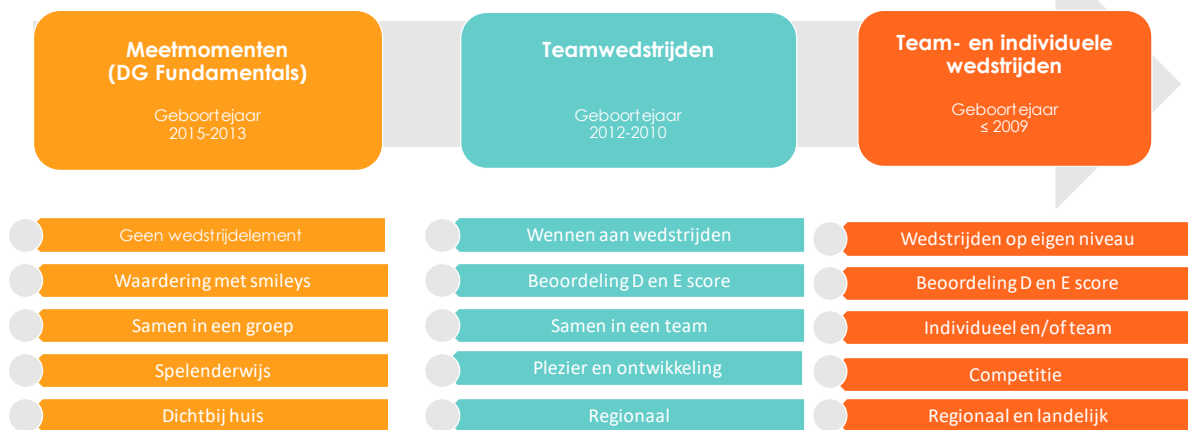 Meetmomenten
(DG Fundamentals)
Geboortejaar
2015-2013
Teamwedstrijden
Geboortejaar
2012-2010
Team- en individuele
wedstrijden
Geboortejaar
≤ 2009
Geen wedstrijdelement
Waardering met smileys
Samen in een groep
Spelenderwijs
Dichtbij huis
Wennen aan wedstrijden
Beoordeling D en E score
Samen in een team
Plezier en ontwikkeling
Regionaal
Wedstrijden op eigen niveau
Beoordeling D en E score
Individueel en/of team
Competitie
Regionaal en landelijk